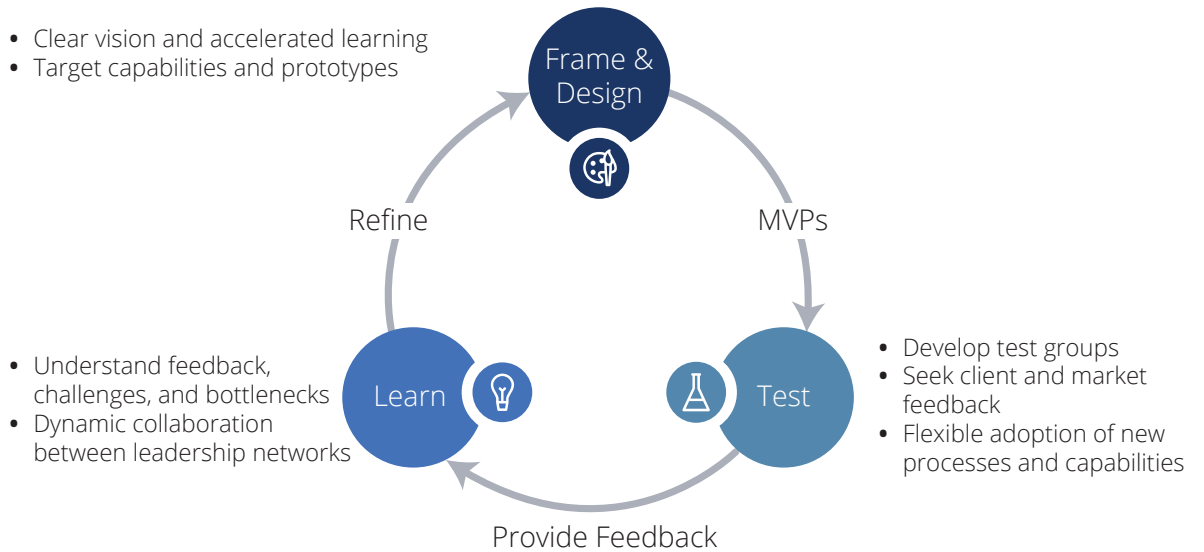 • Clear vision and accelerated learning
• Target capabilities and prototypes
Frame &
Design
Refine
MVPs
• Understand feedback,
challenges, and bottlenecks
• Dynamic collaboration
between leadership networks
Learn
Test
• Develop test groups
• Seek client and market
feedback
• Flexible adoption of new
processes and capabilities
Provide Feedback